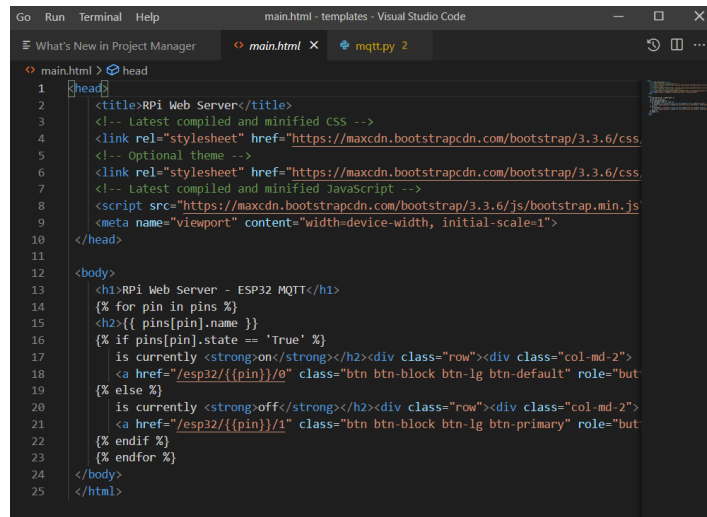 Go Run Terminal Help main.html - templates - Visual Studio Code
What's New in Project Manager main.html mqtt.py 2
main.html > head
1 <head>
2 <title>RPi Web Server</title>
3 <!-- Latest compiled and minified CSS -->
4 <link rel="stylesheet" href="https://maxcdn.bootstrapcdn.com/bootstrap/3.3.6/css
5 <!-- Optional theme -->
6 <link rel="stylesheet" href="https://maxcdn.bootstrapcdn.com/bootstrap/3.3.6/css
7 <!-- Latest compiled and minified JavaScript -->
8 <script src="https://maxcdn.bootstrapcdn.com/bootstrap/3.3.6/js/bootstrap.min.js
9 <meta name="viewport" content="width=device-width, initial-scale=1">
10 </head>
11
12 <body>
13 <h1>RPi Web Server - ESP32 MQTT</h1>
14 {% for pin in pins %}
15 <h2>{{ pins[pin].name }}
16 {% if pins[pin].state == 'True' %}
17 is currently <strong>on</strong></h2><div class="row"><div class="col-md-2">
18 <a href="/esp32/{{pin}}/0" class="btn btn-block btn-lg btn-default" role="but
19 {% else %}
20 is currently <strong>off</strong></h2><div class="row"><div class="col-md-2">
21 <a href="/esp32/{{pin}}/1" class="btn btn-block btn-lg btn-primary" role="but
22 {% endif %}
23 {% endfor %}
24 </body>
25 </html>